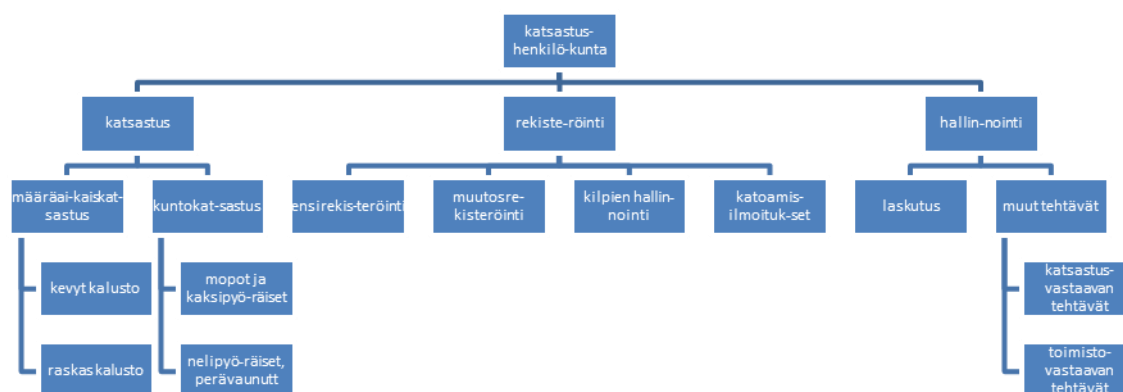 katsastus-
henkilö-kunta
katsastus
rekiste-röinti
hallin-nointi
määräai-kaiskat-
sastus
kuntokat-sastus
ensirekis-teröinti
muutosre-
kisteröinti
kilpien hallin-
nointi
katoamis-
ilmoituk-set
laskutus
muut tehtävät
kevyt kalusto
mopot ja
kaksipyö-räiset
katsastus-
vastaavan
tehtävät
raskas kalusto
nelipyö-räiset,
perävaunutt
toimisto-
vastaavan
tehtävät